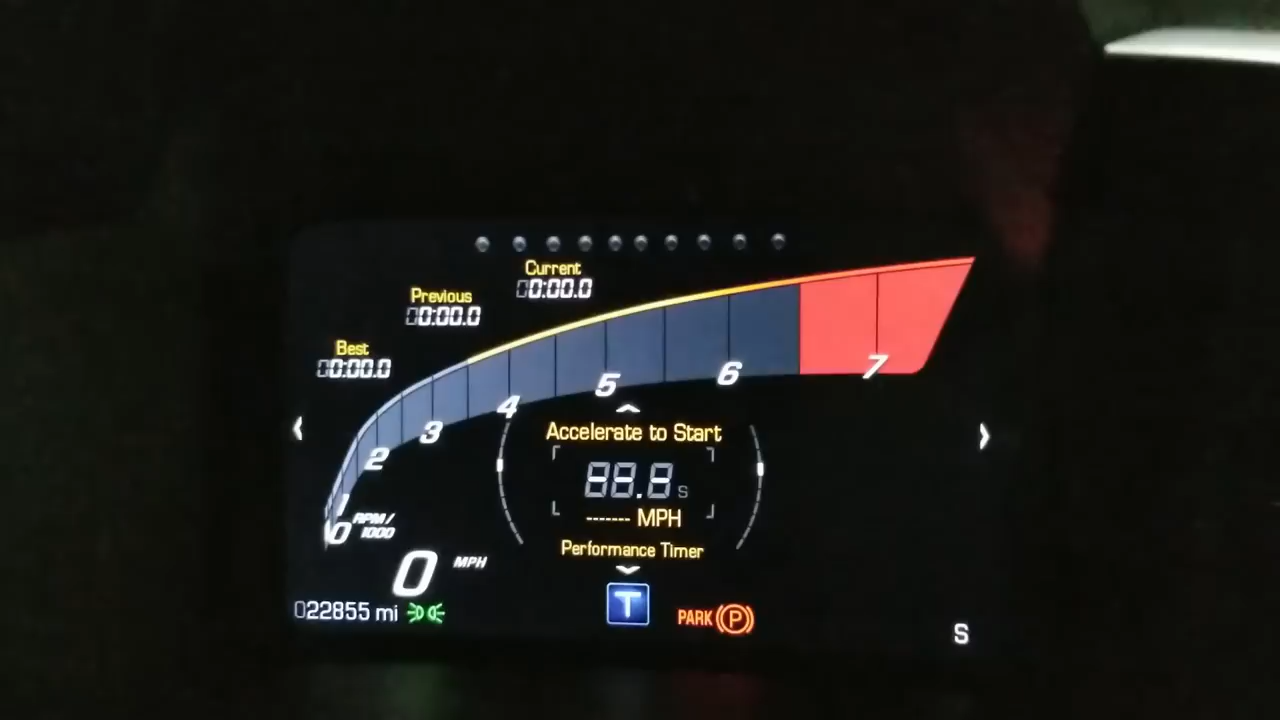 Current
00:00.0
Previous
00:00.0
Best
00:00.0
0
1
2
3
4
5
6
7
RPM/
1000
Accelerate to Start
88.8 s
------- MPH
Performance Timer
0 MPH
022855 mi
T
PARK (P)
S